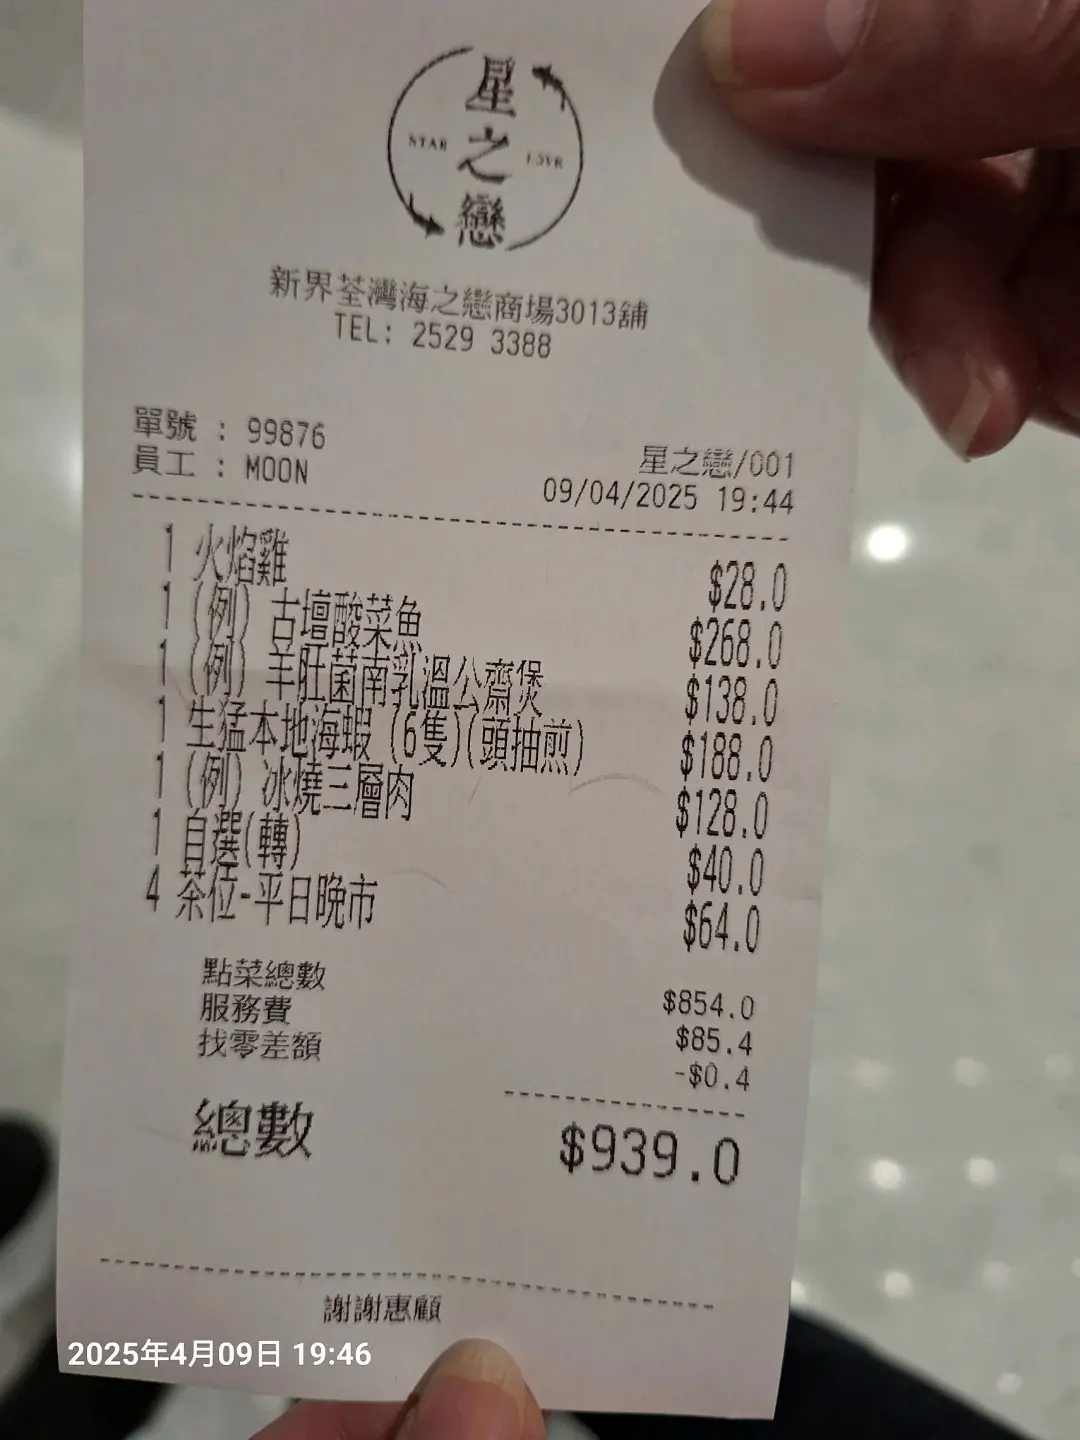 星之戀
STAR LOVE
新界荃灣海之戀商場3013舖
TEL: 2529 3388
單號 : 99876
員工 : MOON
星之戀/001
09/04/2025 19:44
1 火焰雞 $28.0
1 (例) 古壇酸菜魚 $268.0
1 (例) 羊肚菌南乳溫公齋煲 $138.0
1 生猛本地海蝦 (6隻)(頭抽煎) $188.0
1 (例) 冰燒三層肉 $128.0
1 自選(轉) $40.0
4 茶位-平日晚市 $64.0
點菜總數 $854.0
服務費 $85.4
找零差額 -$0.4
總數 $939.0
謝謝惠顧
2025年4月09日 19:46